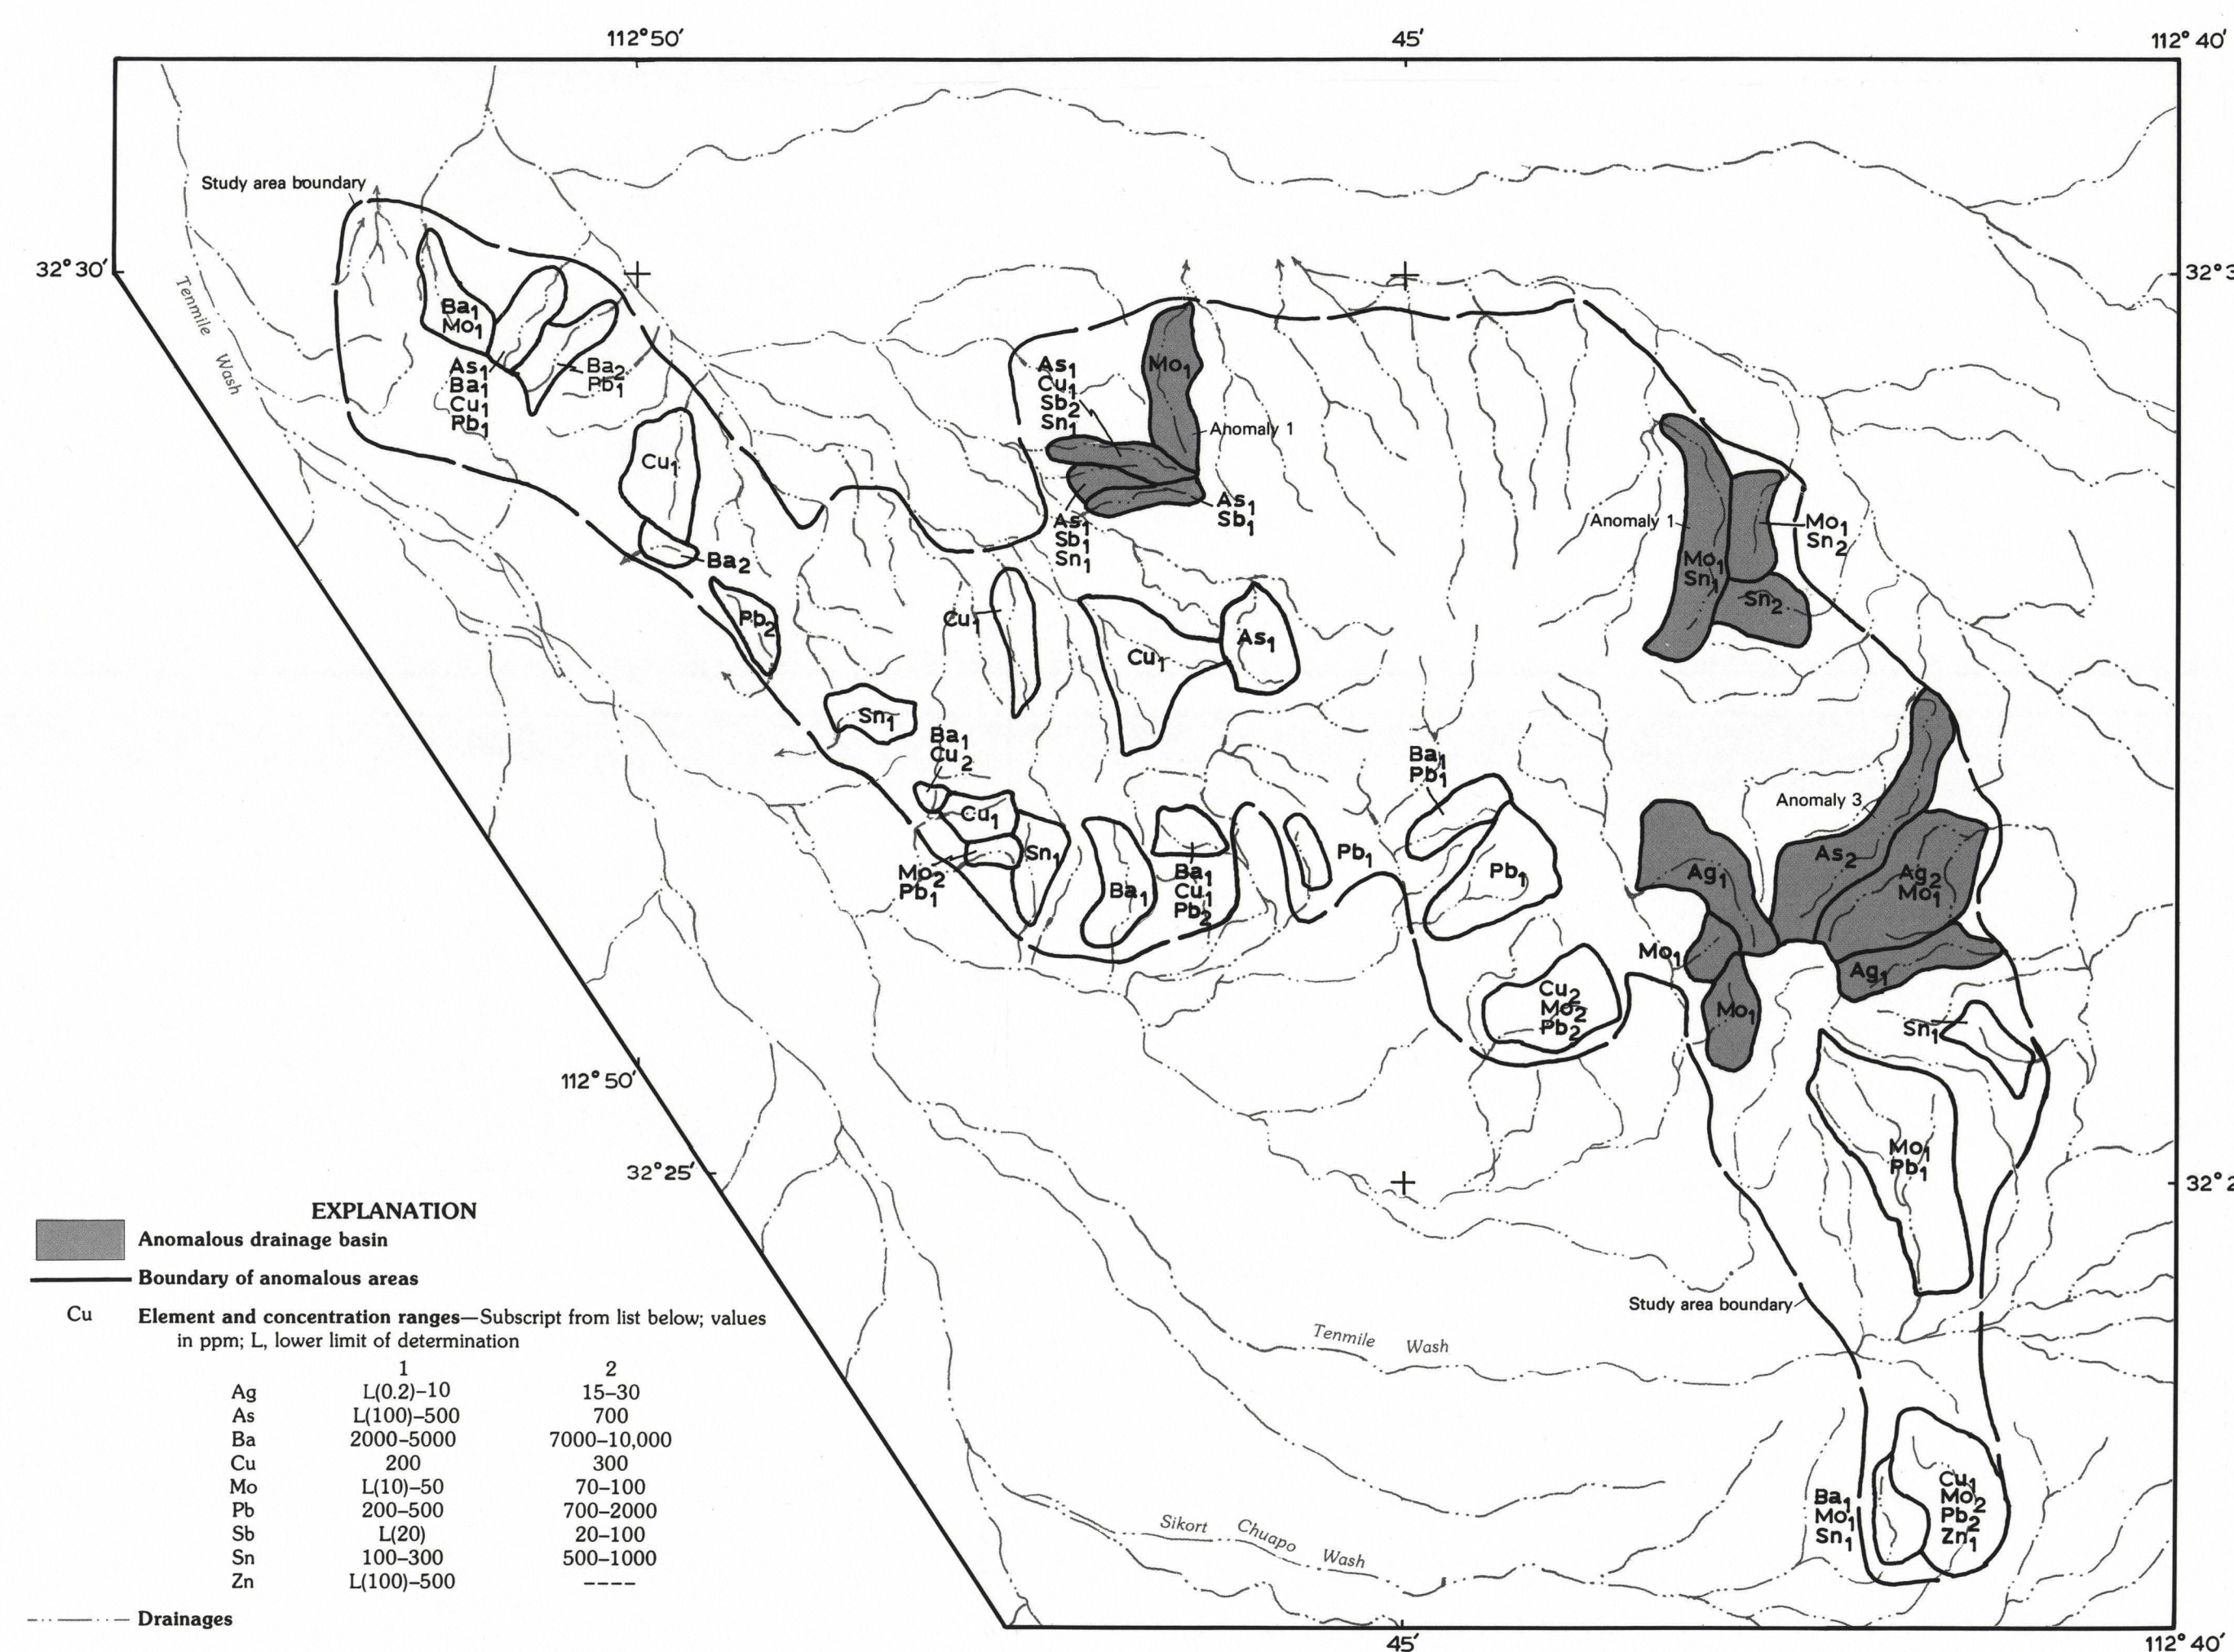 112°50′
45′
112°40′
Study area boundary
32°30′
32°3
Tenmile Wash
Ba1
Mo1
As1
Ba1
Cu1
Pb1
Ba2
Pb1
As1
Cu1
Sb2
Sn1
Mo1
Anomaly 1
Cu1
As1
Sb1
As1
Sb1
Sn1
Anomaly 1
Mo1
Sn2
Mo1
Sn1
Sn2
Ba2
Pb2
Cu1
Cu1
As1
Sn1
Ba1
Cu2
Ba1
Pb1
Anomaly 3
Cu1
Sn1
Mo2
Pb1
Ba1
Ba1
Cu1
Pb2
Pb1
Pb1
Ag1
As2
Ag2
Mo1
Mo1
Ag1
Cu2
Mo2
Pb2
Mo1
Sn1
112°50′
32°25′
32°2
Mo1
Pb1
Study area boundary
Tenmile Wash
Sikort Chuapo Wash
Ba1
Mo1
Sn1
Cu1
Mo2
Pb2
Zn1
EXPLANATION
Anomalous drainage basin
Boundary of anomalous areas
Cu Element and concentration ranges—Subscript from list below; values
in ppm; L, lower limit of determination
1 2
Ag L(0.2)–10 15–30
As L(100)–500 700
Ba 2000–5000 7000–10,000
Cu 200 300
Mo L(10)–50 70–100
Pb 200–500 700–2000
Sb L(20) 20–100
Sn 100–300 500–1000
Zn L(100)–500 ----
Drainages
45′
112°40′